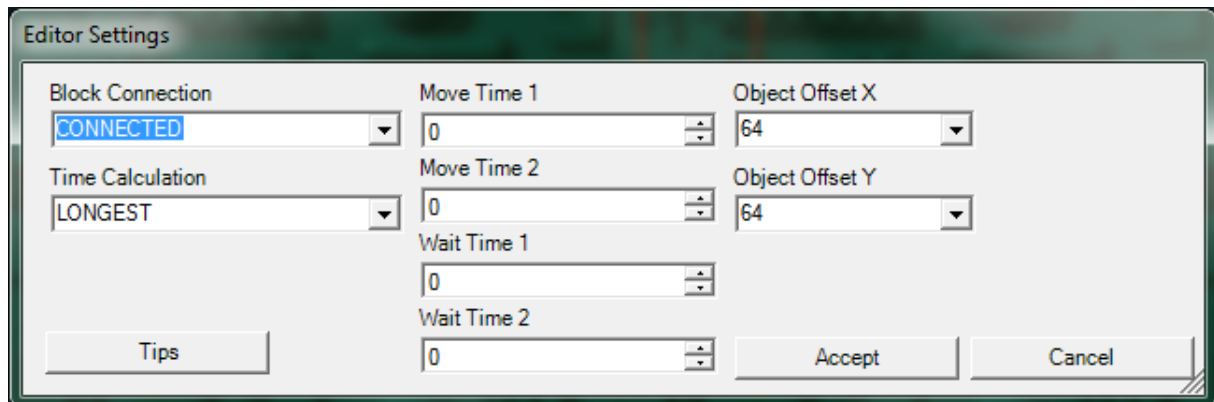 Editor Settings
Block Connection
CONNECTED
Time Calculation
LONGEST
Move Time 1
0
Move Time 2
0
Wait Time 1
0
Wait Time 2
0
Object Offset X
64
Object Offset Y
64
Tips
Accept
Cancel